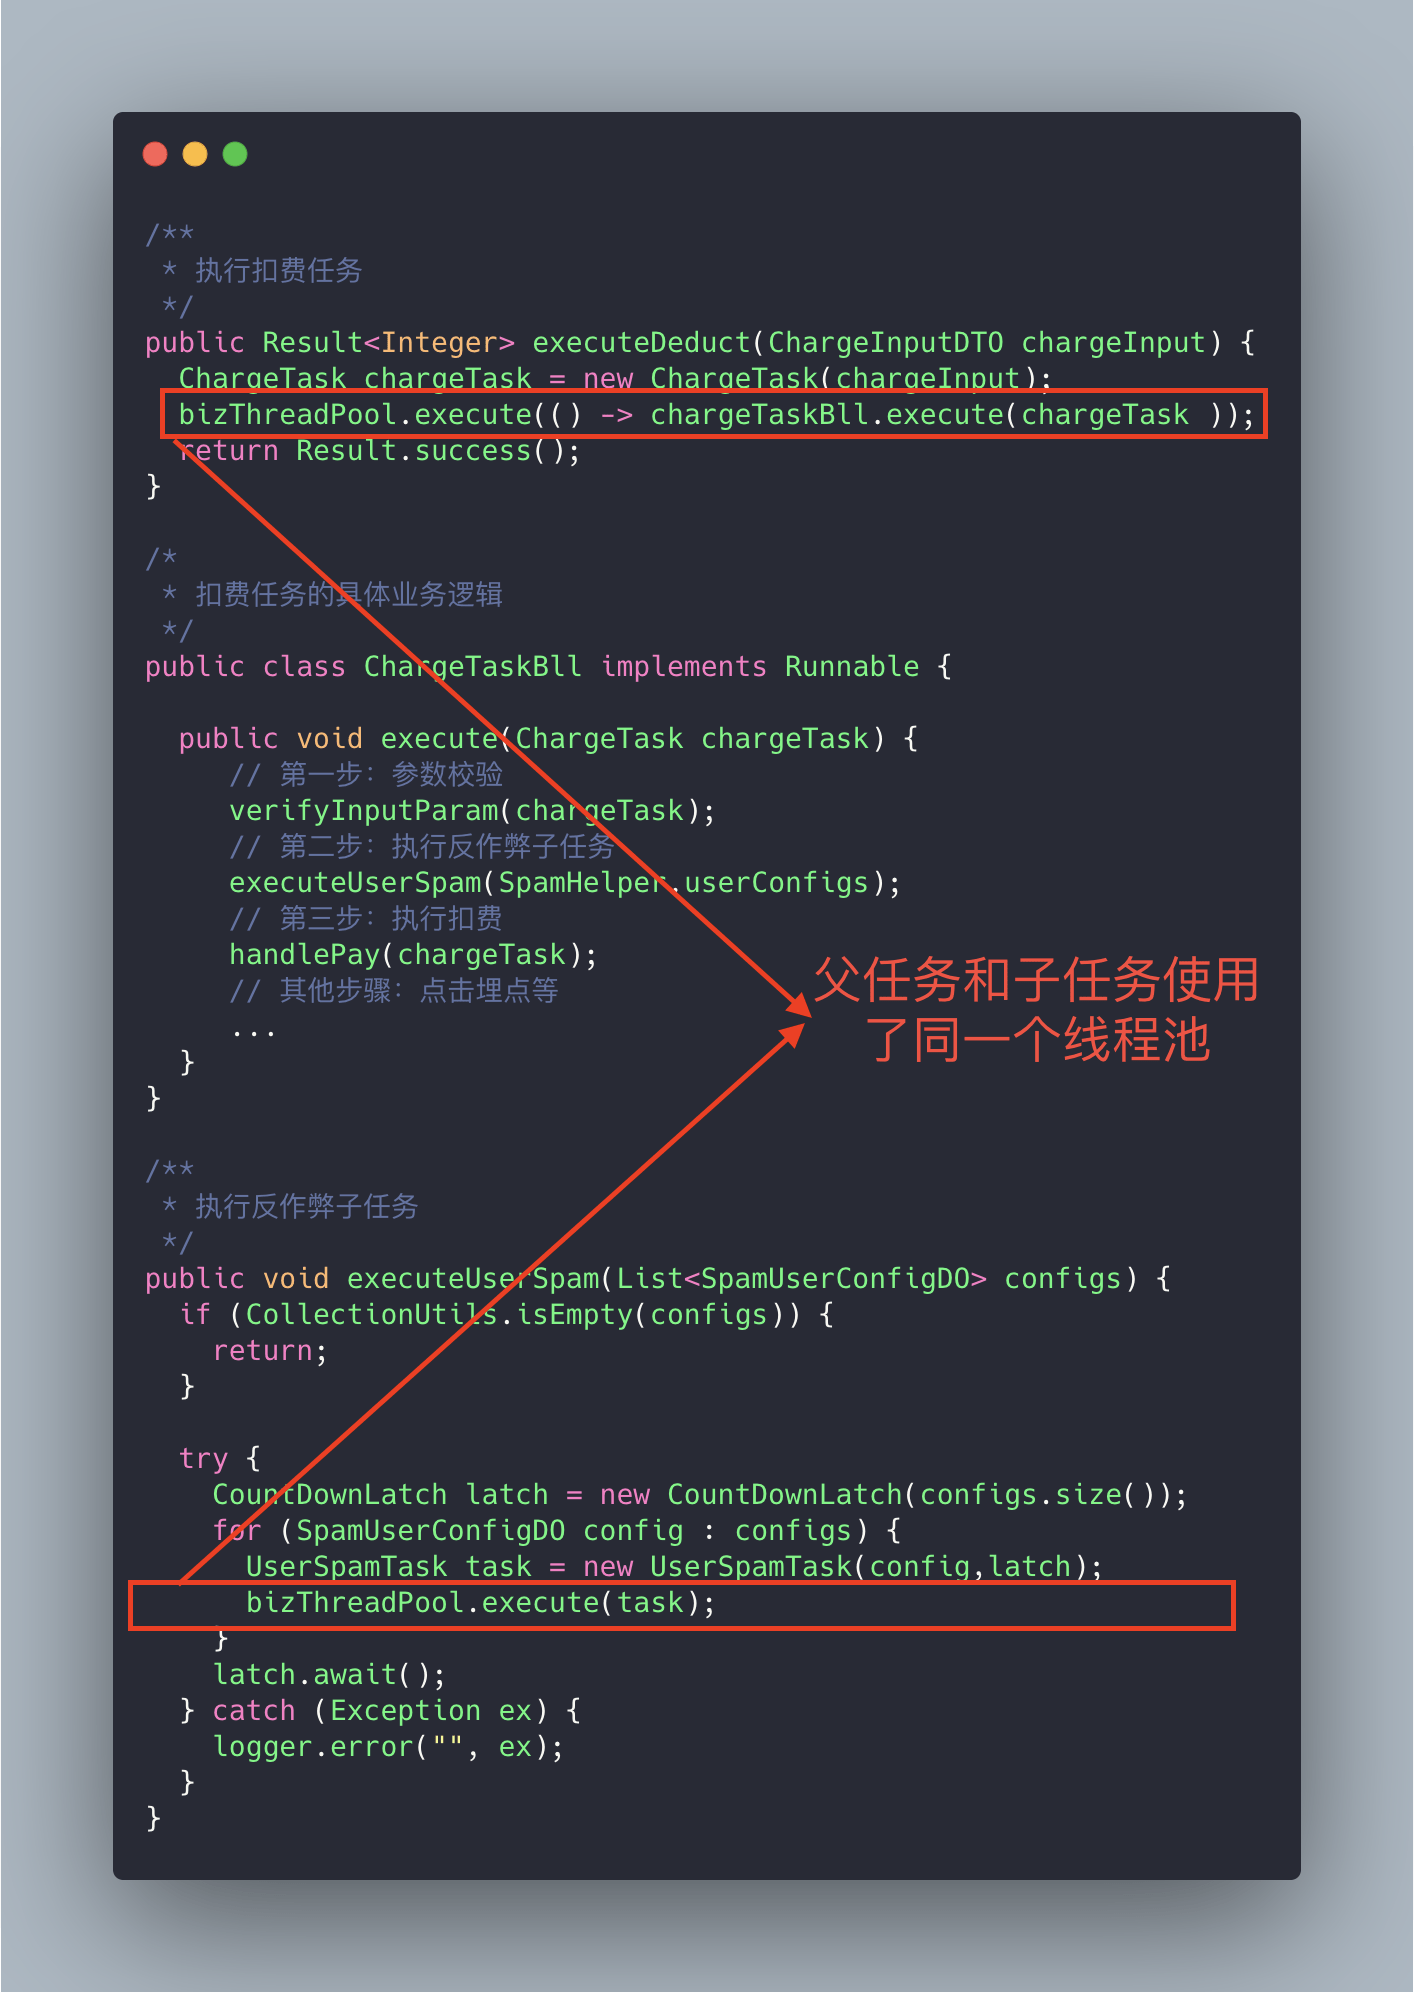 /**
 * 执行扣费任务
 */
public Result<Integer> executeDeduct(ChargeInputDTO chargeInput) {
  ChargeTask chargeTask = new ChargeTask(chargeInput);
  bizThreadPool.execute(() -> chargeTaskBll.execute(chargeTask ));
  return Result.success();
}

/*
 * 扣费任务的具体业务逻辑
 */
public class ChargeTaskBll implements Runnable {

  public void execute(ChargeTask chargeTask) {
     // 第一步：参数校验
     verifyInputParam(chargeTask);
     // 第二步：执行反作弊子任务
     executeUserSpam(SpamHelper.userConfigs);
     // 第三步：执行扣费
     handlePay(chargeTask);
     // 其他步骤：点击埋点等
     ...
  }
}

父任务和子任务使用
了同一个线程池

/**
 * 执行反作弊子任务
 */
public void executeUserSpam(List<SpamUserConfigDO> configs) {
  if (CollectionUtils.isEmpty(configs)) {
    return;
  }

  try {
    CountDownLatch latch = new CountDownLatch(configs.size());
    for (SpamUserConfigDO config : configs) {
      UserSpamTask task = new UserSpamTask(config,latch);
      bizThreadPool.execute(task);
    }
    latch.await();
  } catch (Exception ex) {
    logger.error("", ex);
  }
}